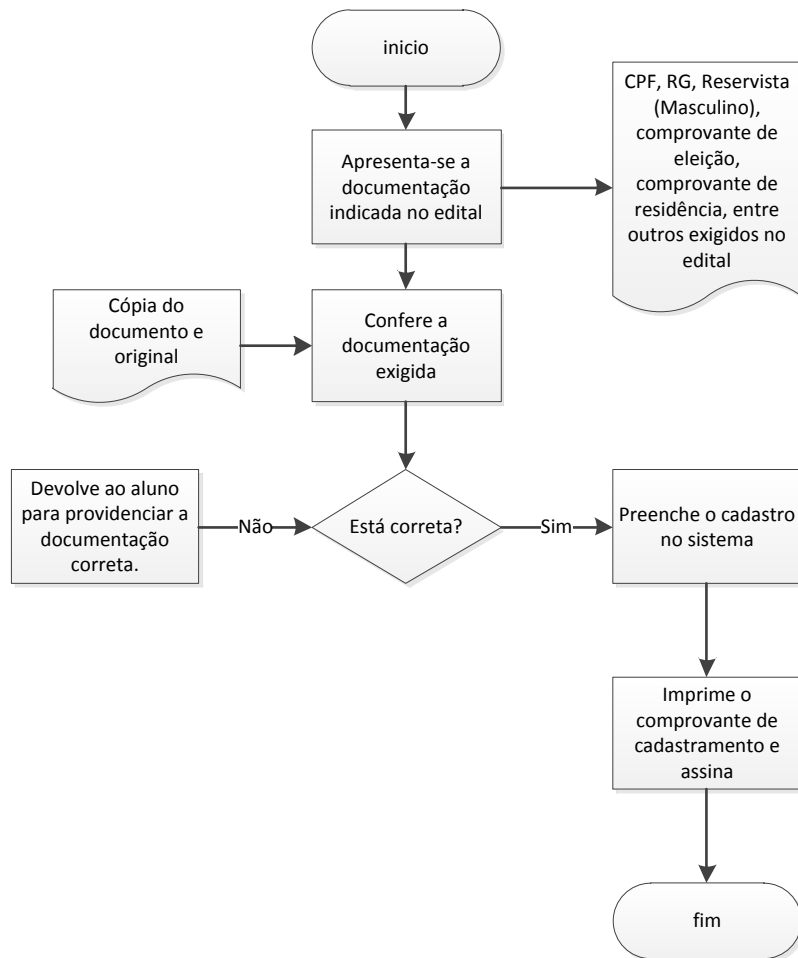 inicio
CPF, RG, Reservista
(Masculino),
comprovante de
eleição,
comprovante de
residência, entre
outros exigidos no
edital
Apresenta-se a
documentação
indicada no edital
Cópia do
documento e
original
Confere a
documentação
exigida
Devolve ao aluno
para providenciar a
documentação
correta.
Não
Está correta?
Sim
Preenche o cadastro
no sistema
Imprime o
comprovante de
cadastramento e
assina
fim